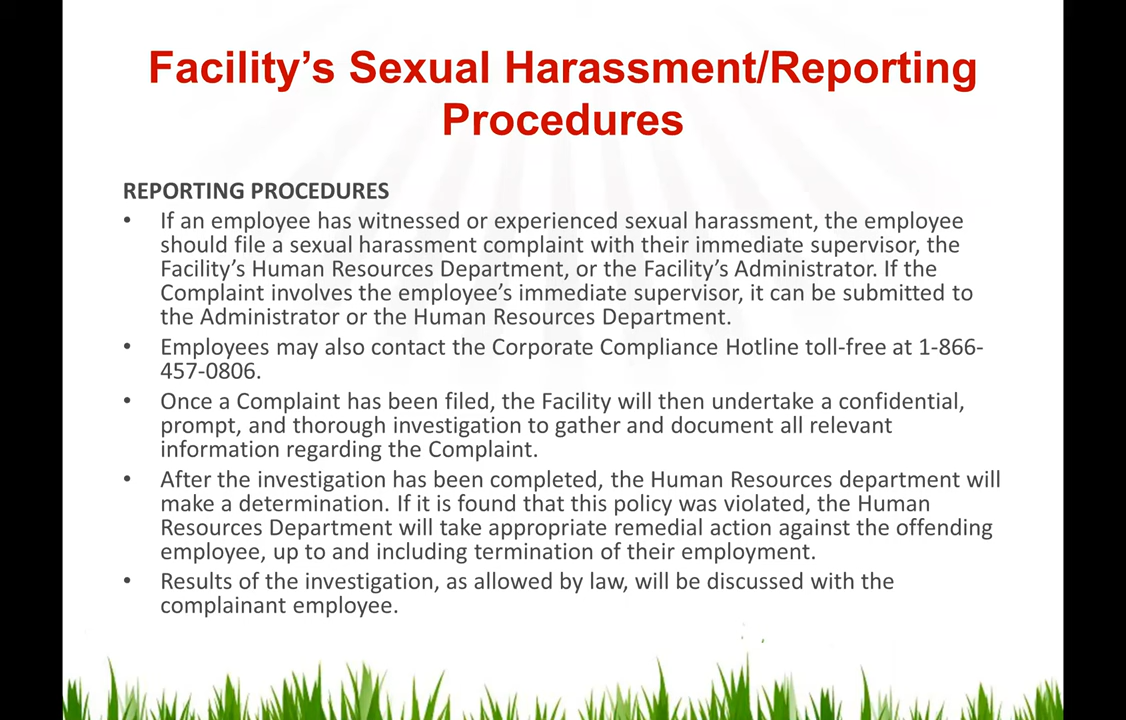 Facility’s Sexual Harassment/Reporting
Procedures
REPORTING PROCEDURES
• If an employee has witnessed or experienced sexual harassment, the employee
should file a sexual harassment complaint with their immediate supervisor, the
Facility’s Human Resources Department, or the Facility’s Administrator. If the
Complaint involves the employee’s immediate supervisor, it can be submitted to
the Administrator or the Human Resources Department.
• Employees may also contact the Corporate Compliance Hotline toll-free at 1-866-
457-0806.
• Once a Complaint has been filed, the Facility will then undertake a confidential,
prompt, and thorough investigation to gather and document all relevant
information regarding the Complaint.
• After the investigation has been completed, the Human Resources department will
make a determination. If it is found that this policy was violated, the Human
Resources Department will take appropriate remedial action against the offending
employee, up to and including termination of their employment.
• Results of the investigation, as allowed by law, will be discussed with the
complainant employee.